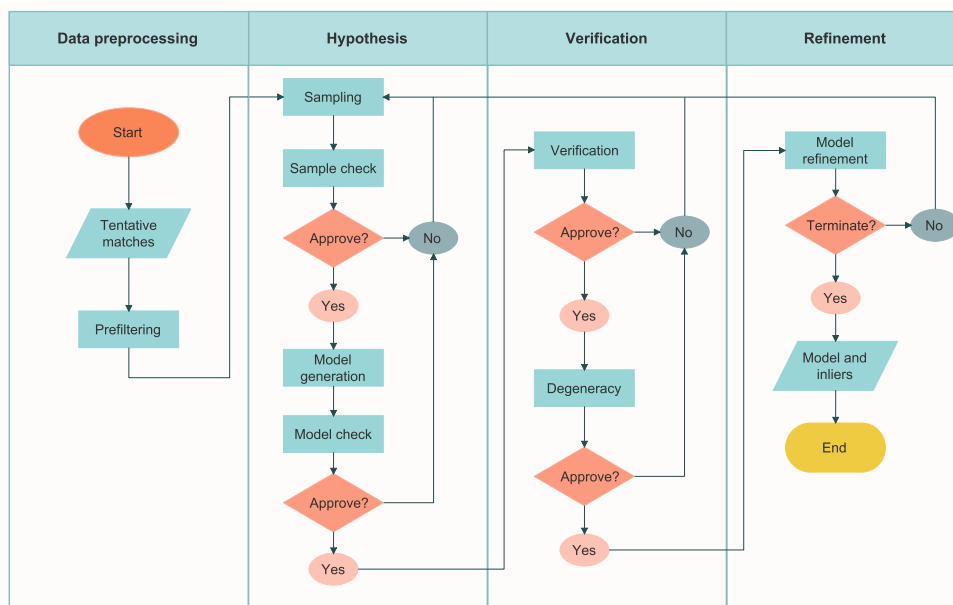 Data preprocessing
Hypothesis
Verification
Refinement
Start
Tentative
matches
Prefiltering
Sampling
Sample check
Approve?
No
Yes
Model
generation
Model check
Approve?
Yes
Verification
Approve?
No
Yes
Degeneracy
Approve?
Yes
Model
refinement
Terminate?
No
Yes
Model and
inliers
End